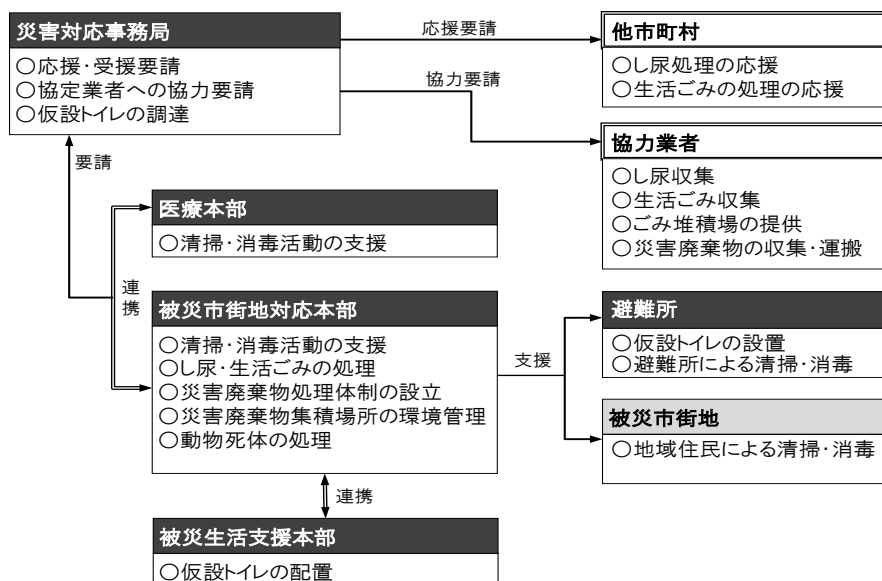 災害対応事務局
○応援・受援要請
○協定業者への協力要請
○仮設トイレの調達
応援要請
協力要請
他市町村
○し尿処理の応援
○生活ごみの処理の応援
協力業者
○し尿収集
○生活ごみ収集
○ごみ堆積場の提供
○災害廃棄物の収集・運搬
要請
連携
医療本部
○清掃・消毒活動の支援
被災市街地対応本部
○清掃・消毒活動の支援
○し尿・生活ごみの処理
○災害廃棄物処理体制の設立
○災害廃棄物集積場所の環境管理
○動物死体の処理
支援
避難所
○仮設トイレの設置
○避難所による清掃・消毒
被災市街地
○地域住民による清掃・消毒
連携
被災生活支援本部
○仮設トイレの配置